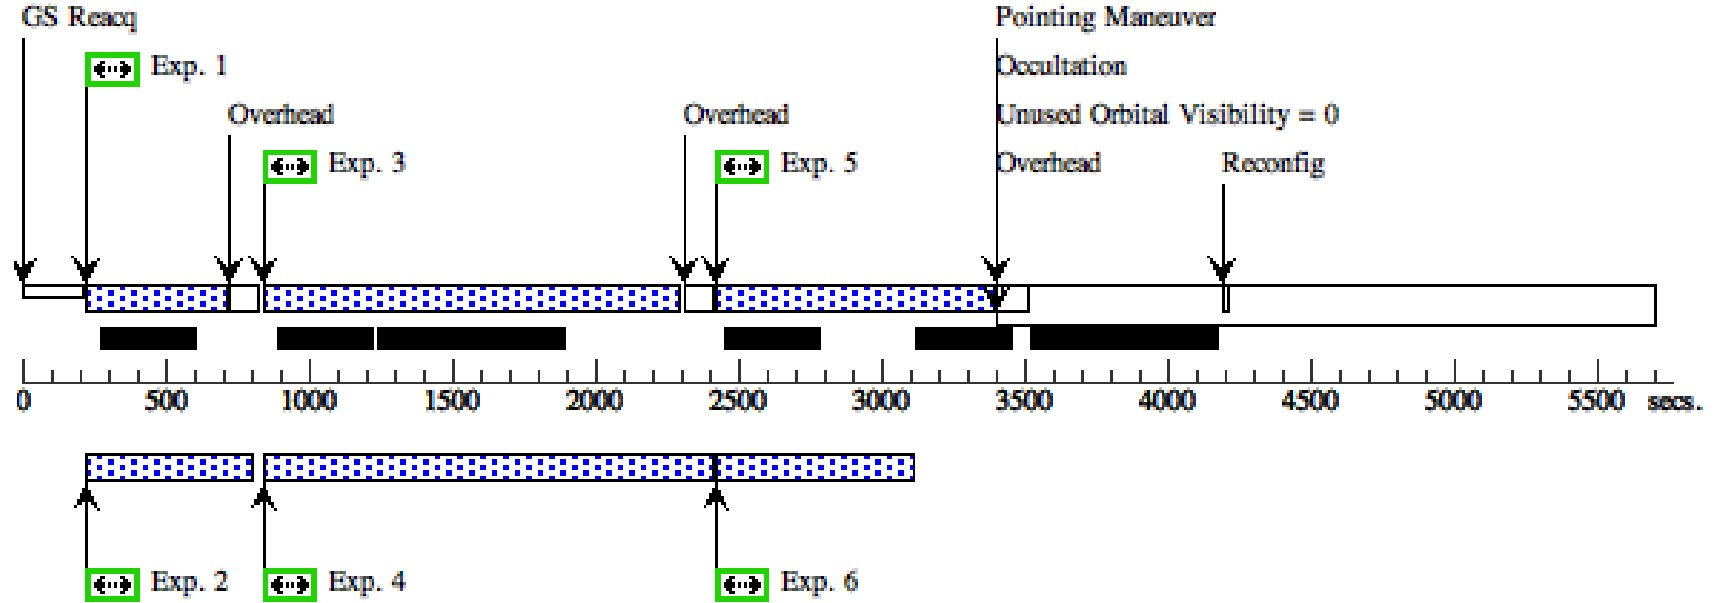 GS Reacq
Pointing Maneuver
Exp. 1
Occultation
Overhead
Overhead
Unused Orbital Visibility = 0
Exp. 3
Exp. 5
Overhead
Reconfig
0 500 1000 1500 2000 2500 3000 3500 4000 4500 5000 5500 secs.
Exp. 2
Exp. 4
Exp. 6